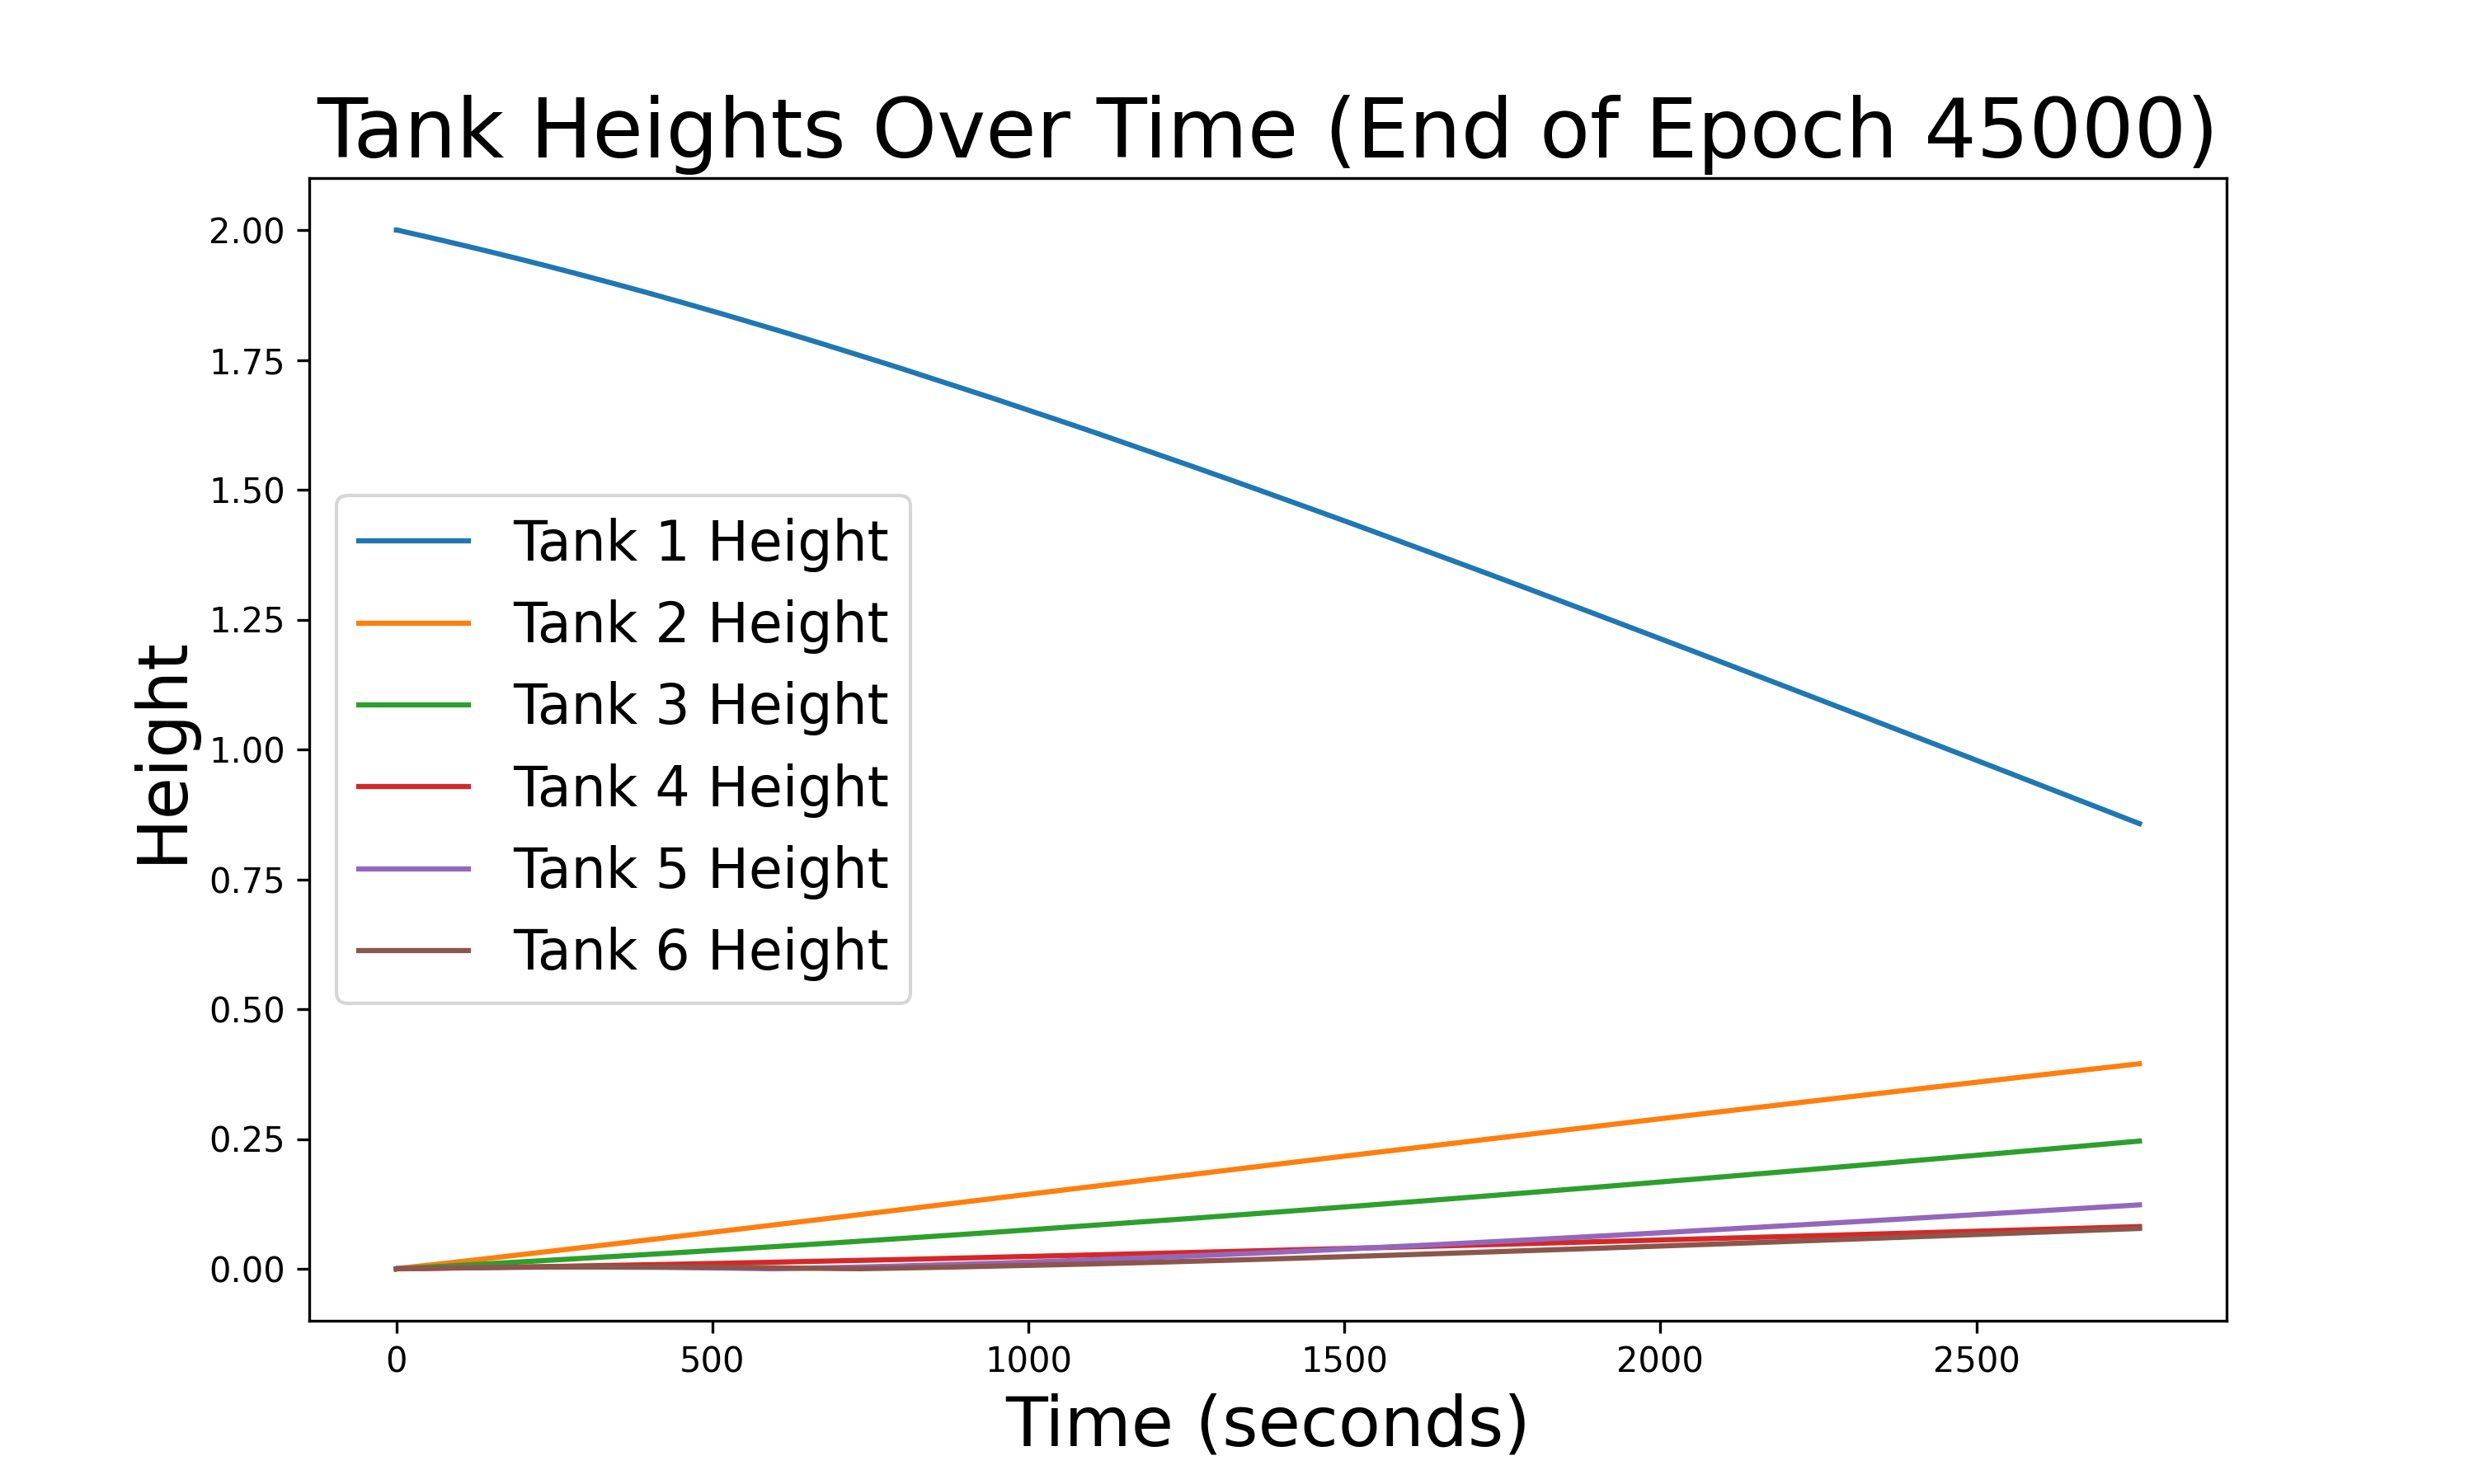 Tank Heights Over Time (End of Epoch 45000)
2.00
1.75
1.50
1.25
1.00
0.75
0.50
0.25
0.00
Height
Tank 1 Height
Tank 2 Height
Tank 3 Height
Tank 4 Height
Tank 5 Height
Tank 6 Height
0 500 1000 1500 2000 2500
Time (seconds)